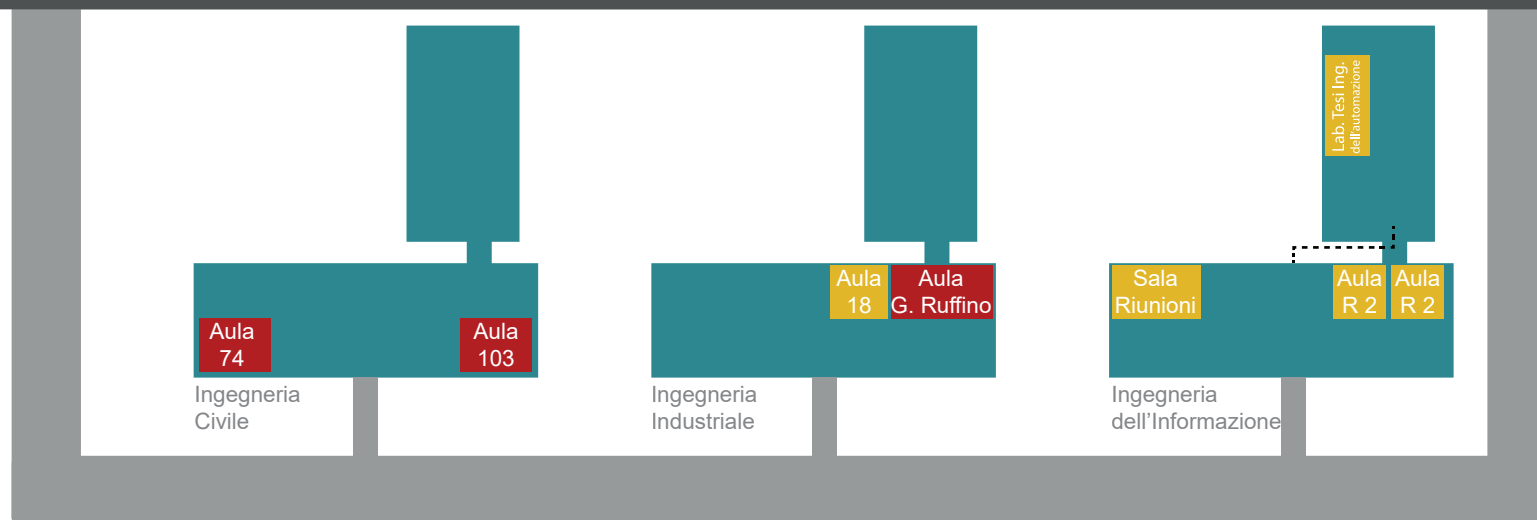 Lab. Tesi Ing.
dell'automazione
Aula
18
Aula
G. Ruffino
Sala
Riunioni
Aula
R 2
Aula
R 2
Aula
74
Aula
103
Ingegneria
Civile
Ingegneria
Industriale
Ingegneria
dell’Informazione